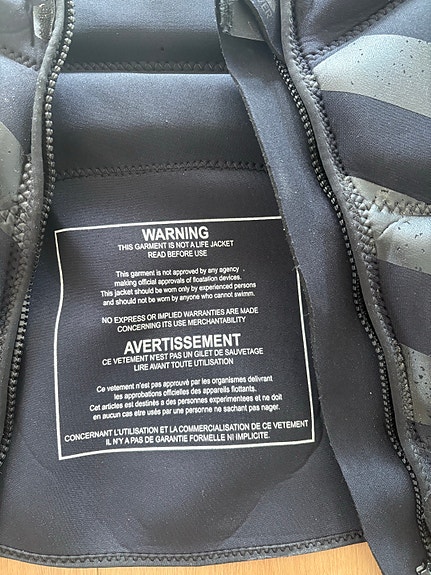 WARNING
THIS GARMENT IS NOT A LIFE JACKET
READ BEFORE USE
This garment is not approved by any agency
making official approvals of floatation devices.
This jacket should be worn only by experienced persons
and should not be worn by anyone who cannot swimm.
NO EXPRESS OR IMPLIED WARRANTIES ARE MADE
CONCERNING ITS USE MERCHANTABILITY
AVERTISSEMENT
CE VETEMENT N'EST PAS UN GILET DE SAUVETAGE
LIRE AVANT TOUTE UTILISATION
Ce vetement n'est pas approuvé par les organismes delivrant
les approbations officielles des appareils flottants.
Cet articles est destinés a des personnes experimentees et ne doit
en aucun cas etre usés par une personne ne sachant pas nager.
CONCERNANT L'UTILISATION ET LA COMMERCIALISATION DE CE VETEMENT
IL N'Y A PAS DE GARANTIE FORMELLE NI IMPLICITE.